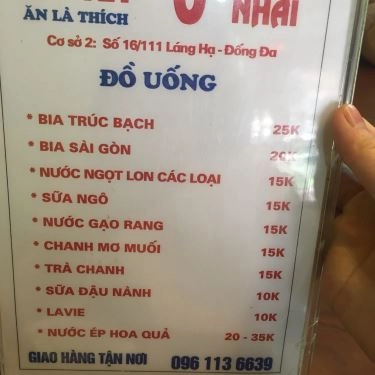 ĂN LÀ THÍCH
NHÀI
Cơ sở 2: Số 16/111 Láng Hạ - Đống Đa
ĐỒ UỐNG
* BIA TRÚC BẠCH 25K
* BIA SÀI GÒN 20K
* NƯỚC NGỌT LON CÁC LOẠI 15K
* SỮA NGÔ 15K
* NƯỚC GẠO RANG 15K
* CHANH MƠ MUỐI 15K
* TRÀ CHANH 15K
* SỮA ĐẬU NÀNH 10K
* LAVIE 10K
* NƯỚC ÉP HOA QUẢ 20 - 35K
GIAO HÀNG TẬN NƠI 096 113 6639